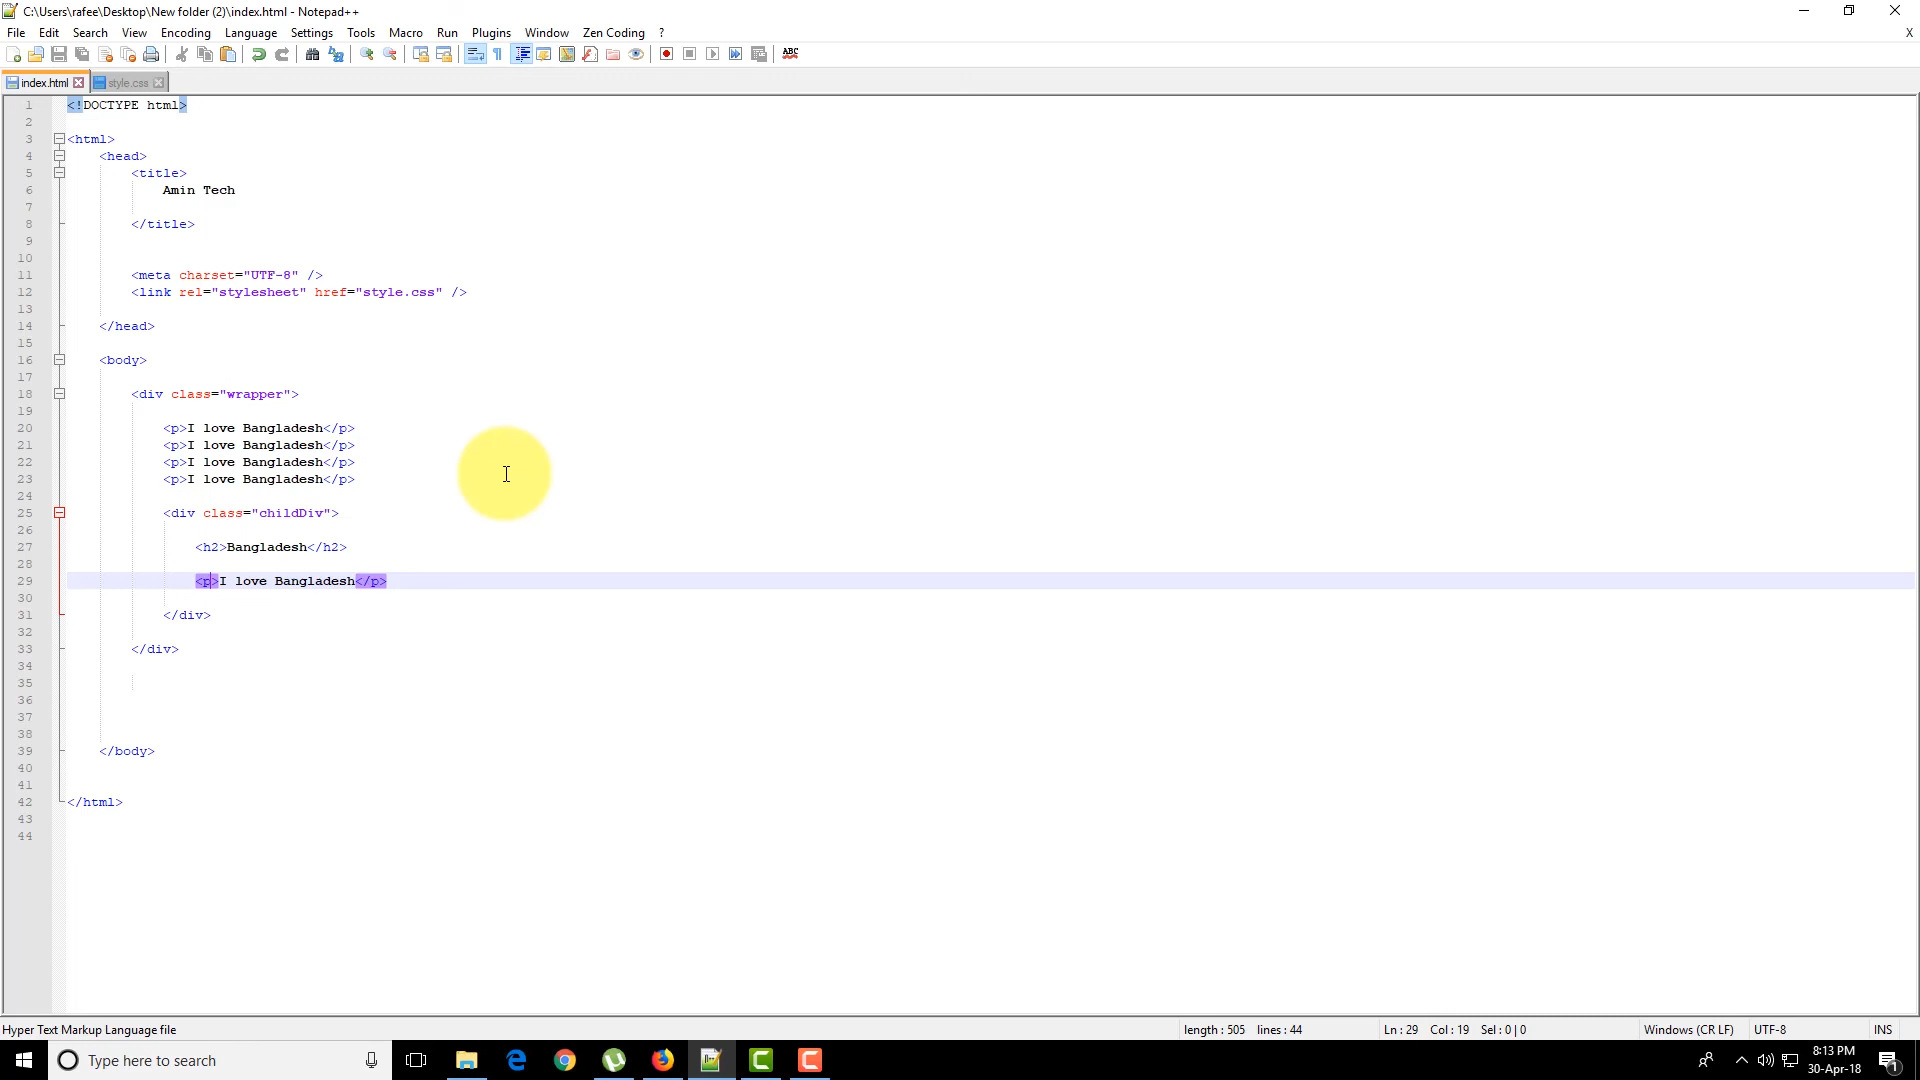 C:\Users\rafee\Desktop\New folder (2)\index.html - Notepad++
File Edit Search View Encoding Language Settings Tools Macro Run Plugins Window Zen Coding ? X
ABC
index.html style.css
1 <!DOCTYPE html>
2
3 <html>
4 <head>
5 <title>
6 Amin Tech
7
8 </title>
9
10
11 <meta charset="UTF-8" />
12 <link rel="stylesheet" href="style.css" />
13
14 </head>
15
16 <body>
17
18 <div class="wrapper">
19
20 <p>I love Bangladesh</p>
21 <p>I love Bangladesh</p>
22 <p>I love Bangladesh</p>
23 <p>I love Bangladesh</p>
24
25 <div class="childDiv">
26
27 <h2>Bangladesh</h2>
28
29 <p>I love Bangladesh</p>
30
31 </div>
32
33 </div>
34
35
36
37
38
39 </body>
40
41
42 </html>
43
44
Hyper Text Markup Language file length : 505 lines : 44 Ln : 29 Col : 19 Sel : 0 | 0 Windows (CR LF) UTF-8 INS
Type here to search 8:13 PM
30-Apr-18 1